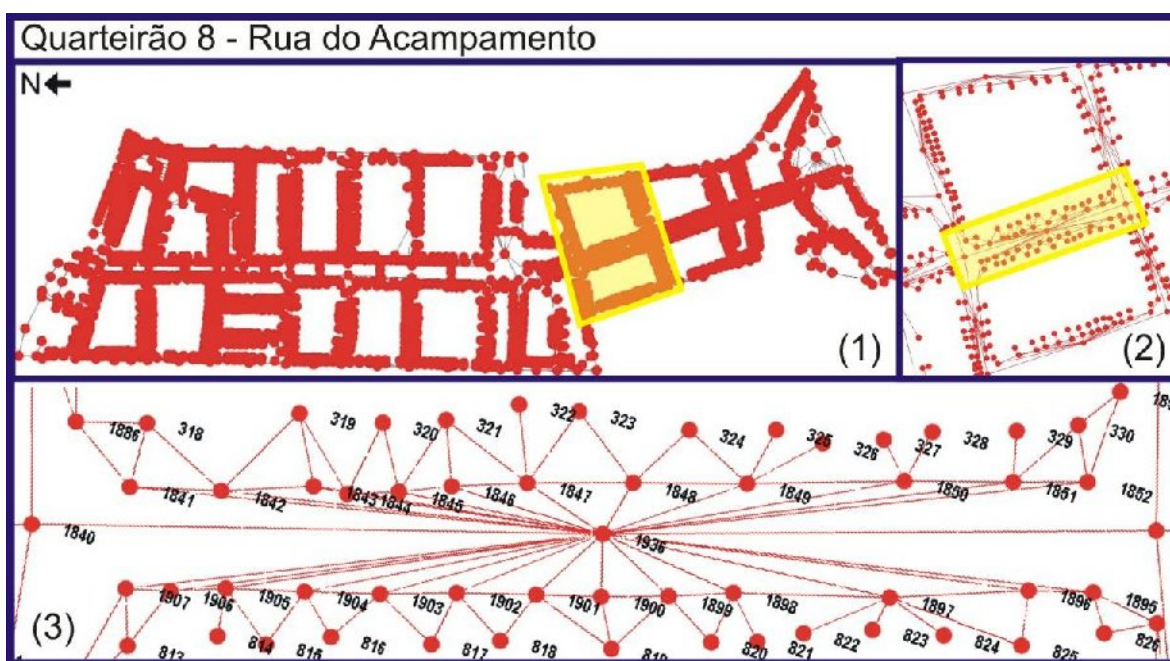 Quarteirão 8 - Rua do Acampamento
N
(1)
(2)
1886 318 319 320 321 322 323 324 325 326 327 328 329 330
1841 1842 1843 1844 1845 1846 1847 1848 1849 1850 1851 1852
1840 1936
1907 1906 1905 1904 1903 1902 1901 1900 1899 1898 1897 1896 1895
(3)
813 814 815 816 817 818 819 820 821 822 823 824 825 826